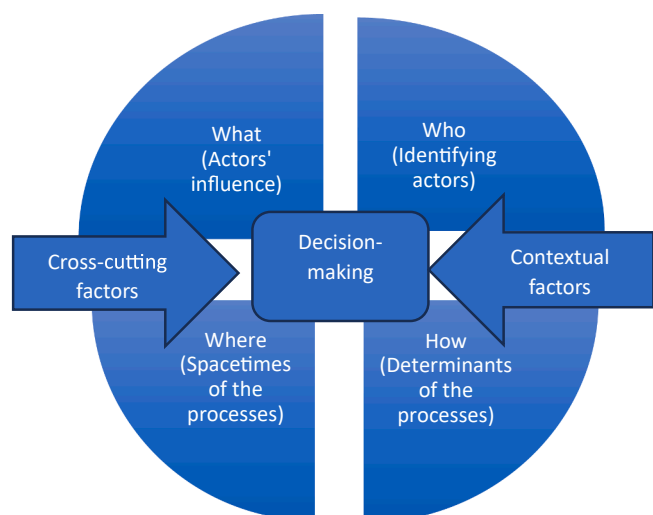 What
(Actors'
influence)
Who
(Identifying
actors)
Cross-cutting
factors
Decision-
making
Contextual
factors
Where
(Spacetimes
of the
processes)
How
(Determinants
of the
processes)